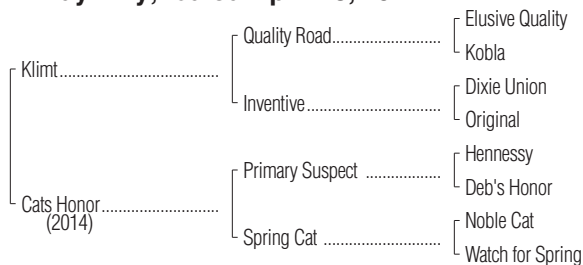 Elusive Quality
Quality Road
Kobla
Klimt
Dixie Union
Inventive
Original
Hennessy
Primary Suspect
Deb's Honor
Cats Honor
(2014)
Noble Cat
Spring Cat
Watch for Spring